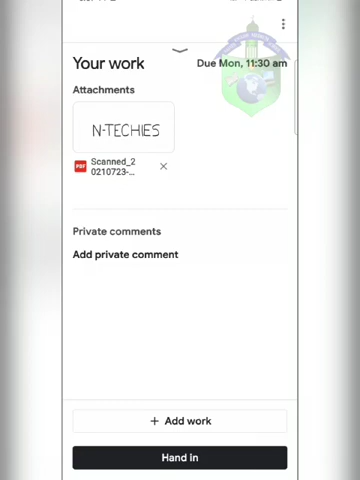 Your work
Due Mon, 11:30 am
Attachments
N-TECHIES
PDF
Scanned_2
0210723-...
Private comments
Add private comment
+ Add work
Hand in